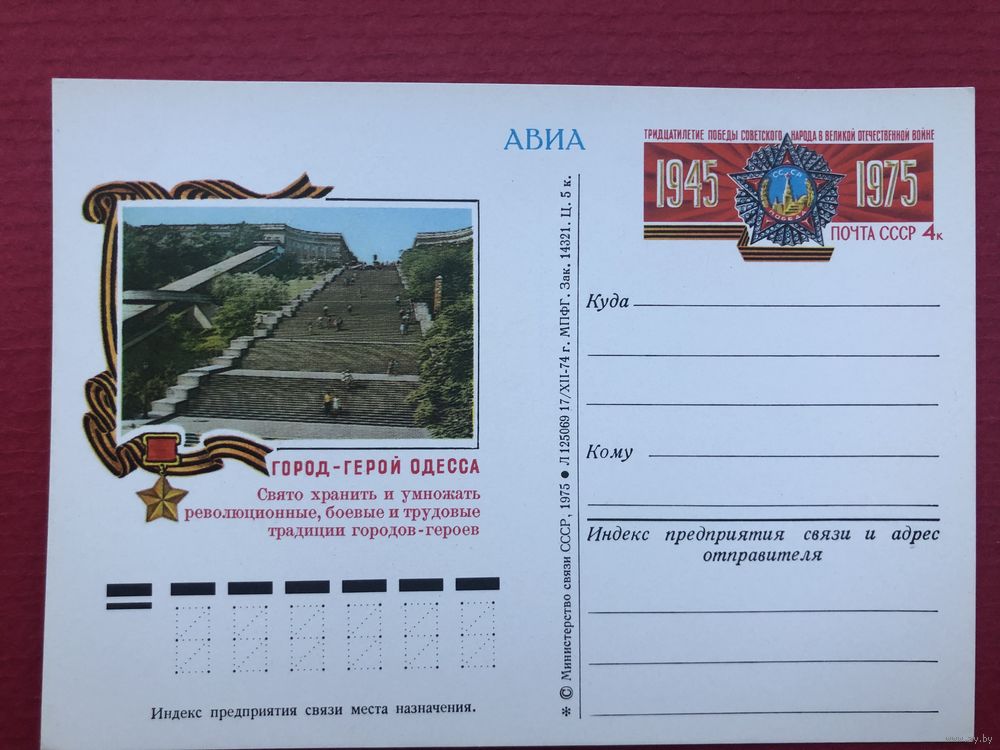 АВИА
ТРИДЦАТИЛЕТИЕ ПОБЕДЫ СОВЕТСКОГО НАРОДА В ВЕЛИКОЙ ОТЕЧЕСТВЕННОЙ ВОЙНЕ
1945
1975
СССР
ПОБЕДА
ПОЧТА СССР 4к
ГОРОД-ГЕРОЙ ОДЕССА
Свято хранить и умножать
революционные, боевые и трудовые
традиции городов-героев
Индекс предприятия связи места назначения.
✻ © Министерство связи СССР, 1975 ● Л 125069 17/XII-74 г. МПФГ. Зак. 14321. Ц. 5 к.
Куда
Кому
Индекс предприятия связи и адрес
отправителя